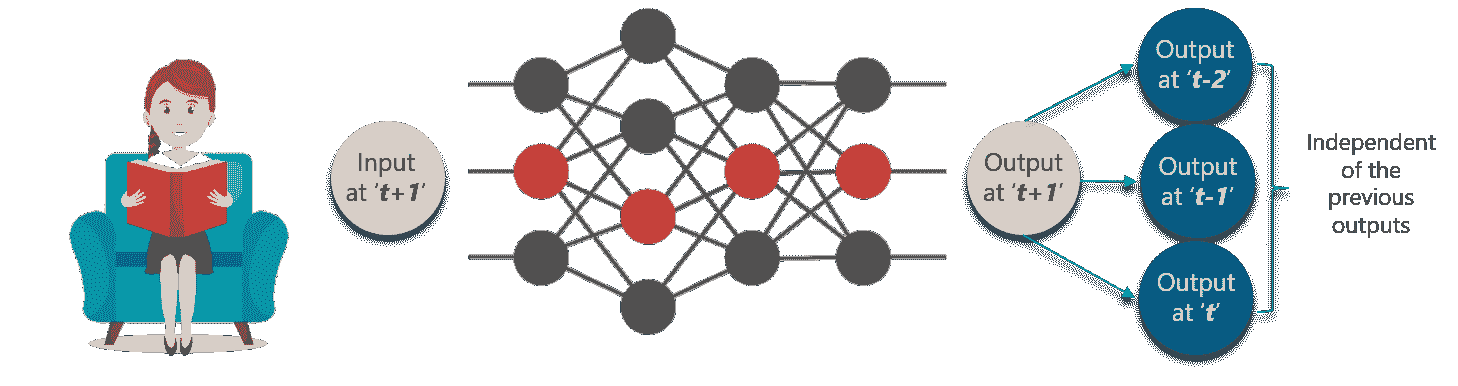 Input
at ‘t+1’
Output
at ‘t+1’
Output
at ‘t-2’
Output
at ‘t-1’
Output
at ‘t’
Independent
of the
previous
outputs